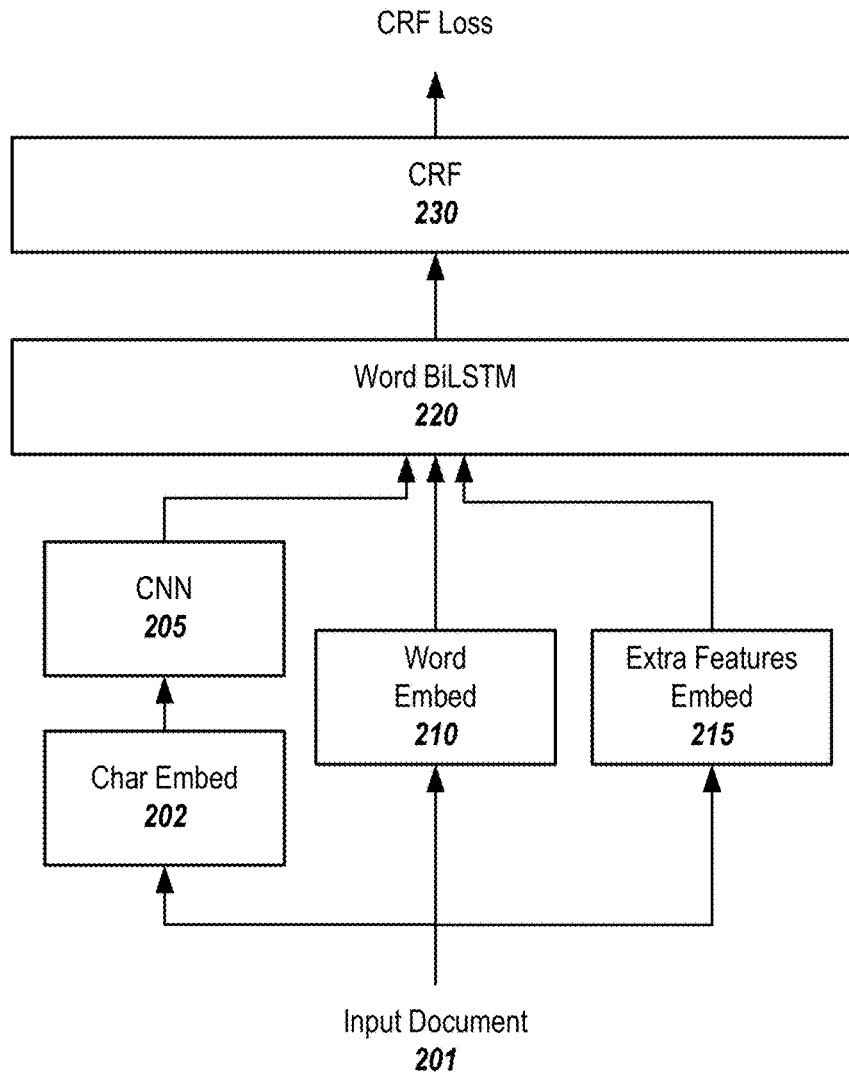 CRF Loss
CRF
230
Word BiLSTM
220
CNN
205
Word
Embed
210
Extra Features
Embed
215
Char Embed
202
Input Document
201